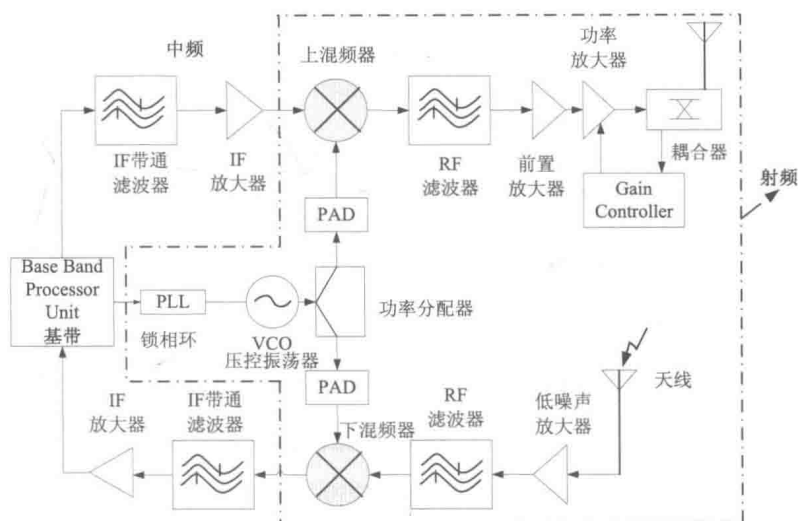 中频
上混频器
功率
放大器
IF带通
滤波器
IF
放大器
RF
滤波器
前置
放大器
耦合器
Gain
Controller
射频
PAD
Base Band
Processor
Unit
基带
PLL
锁相环
VCO
压控振荡器
功率分配器
PAD
天线
IF
放大器
IF带通
滤波器
下混频器
RF
滤波器
低噪声
放大器